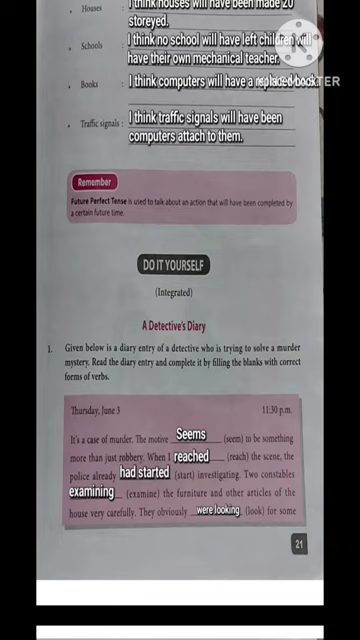 Houses : I think houses will have been made 20
storeyed.
Schools : I think no school will have left children will
have their own mechanical teacher.
Books : I think computers will have a replaced book.
Traffic signals : I think traffic signals will have been
computers attach to them.
Remember
Future Perfect Tense is used to talk about an action that will have been completed by
a certain future time.
DO IT YOURSELF
(Integrated)
A Detective's Diary
1. Given below is a diary entry of a detective who is trying to solve a murder
mystery. Read the diary entry and complete it by filling the blanks with correct
forms of verbs.
Thursday, June 3 11:30 p.m.
It's a case of murder. The motive Seems (seem) to be something
more than just robbery. When I reached (reach) the scene, the
police already had started (start) investigating. Two constables
examining (examine) the furniture and other articles of the
house very carefully. They obviously were looking (look) for some
21